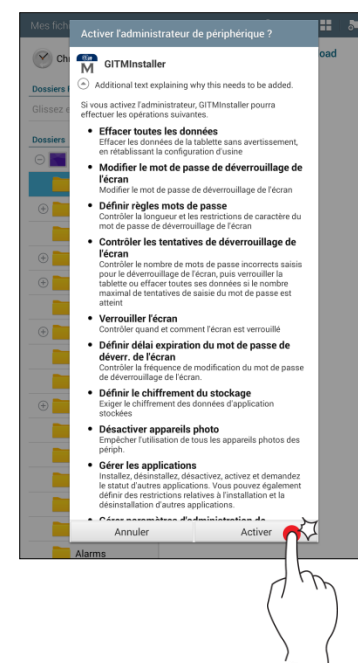 Mes fich
Activer l'administrateur de périphérique ?
GITM
M
GITMInstaller
Additional text explaining why this needs to be added.
Si vous activez l'administrateur, GITMInstaller pourra
effectuer les opérations suivantes.
• Effacer toutes les données
Effacer les données de la tablette sans avertissement,
en rétablissant la configuration d'usine
• Modifier le mot de passe de déverrouillage de
l'écran
Modifier le mot de passe de déverrouillage de l'écran
• Définir règles mots de passe
Contrôler la longueur et les restrictions de caractère du
mot de passe de déverrouillage de l'écran
• Contrôler les tentatives de déverrouillage de
l'écran
Contrôler le nombre de mots de passe incorrects saisis
pour le déverrouillage de l'écran, puis verrouiller la
tablette ou effacer toutes ses données si le nombre
maximal de tentatives de saisie du mot de passe est
atteint
• Verrouiller l'écran
Contrôler quand et comment l'écran est verrouillé
• Définir délai expiration du mot de passe de
déverr. de l'écran
Contrôler la fréquence de modification du mot de passe
de déverrouillage de l'écran.
• Définir le chiffrement du stockage
Exiger le chiffrement des données d'application
stockées
• Désactiver appareils photo
Empêcher l'utilisation de tous les appareils photos des
périph.
• Gérer les applications
Installez, désinstallez, désactivez, activez et demandez
le statut d'autres applications. Vous pouvez également
définir des restrictions relatives à l'installation et la
désinstallation d'autres applications.
• Gérer paramètres d'administration de
Annuler
Activer
Ch
oad
Dossiers
Glissez e
Dossiers
Alarms